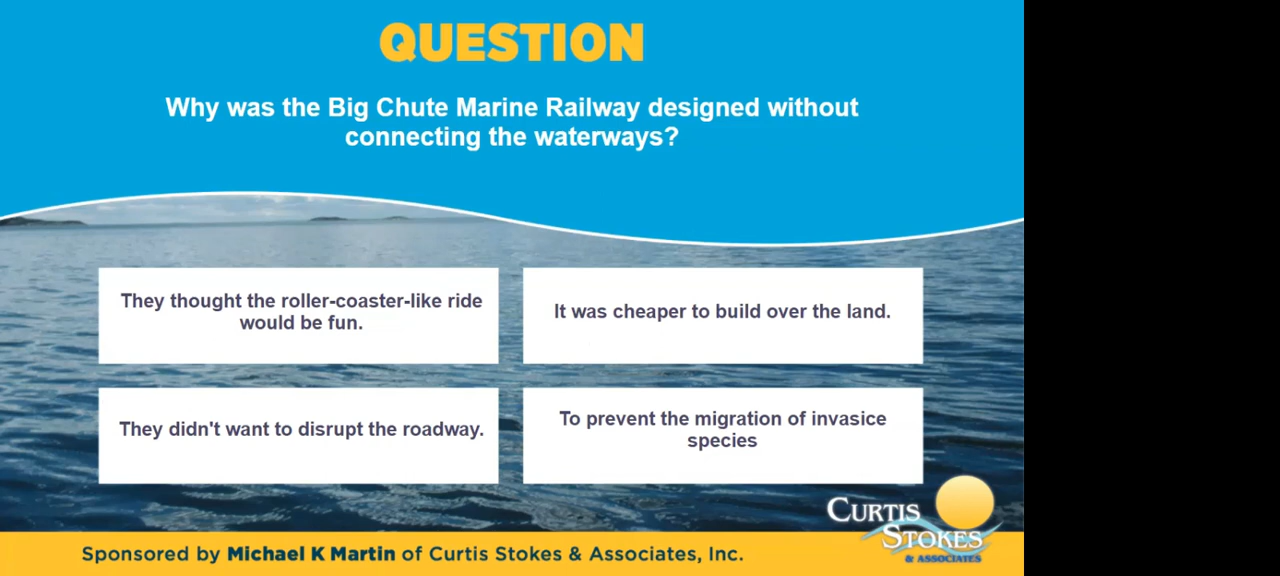 QUESTION
Why was the Big Chute Marine Railway designed without
connecting the waterways?
They thought the roller-coaster-like ride
would be fun.
It was cheaper to build over the land.
They didn't want to disrupt the roadway.
To prevent the migration of invasice
species
CURTIS
STOKES
& ASSOCIATES
Sponsored by Michael K Martin of Curtis Stokes & Associates, Inc.